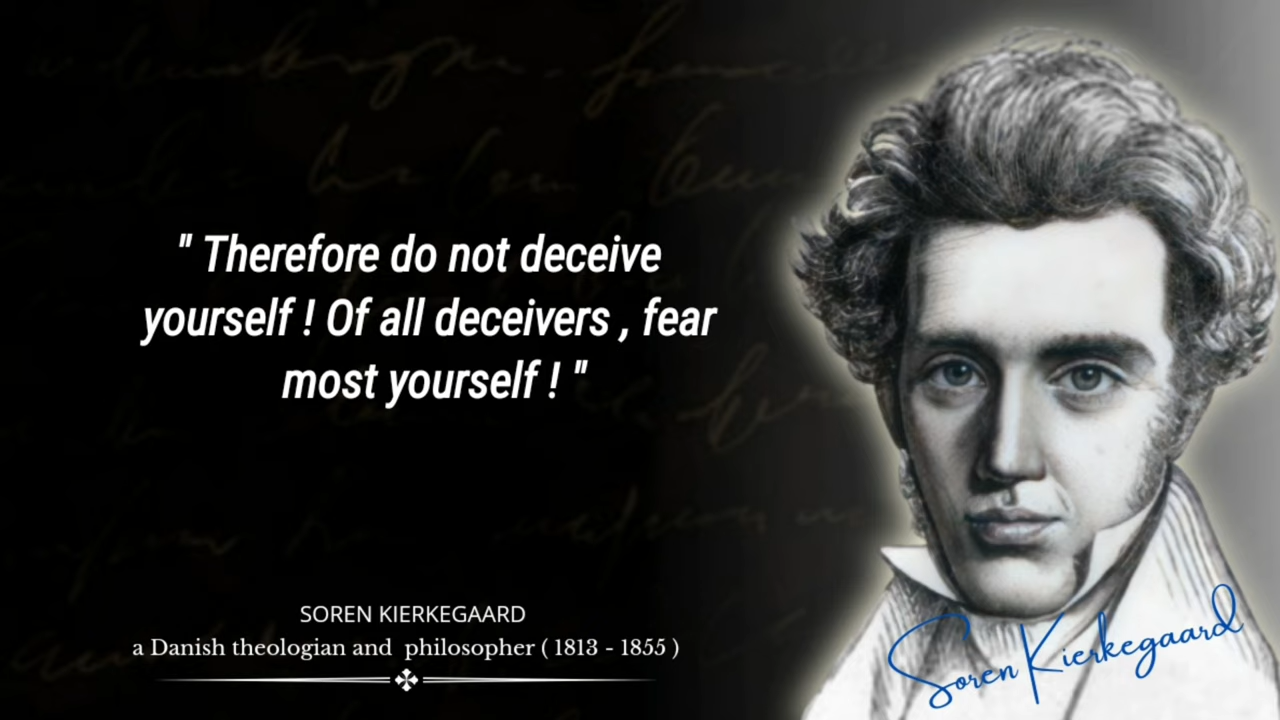 " Therefore do not deceive
yourself ! Of all deceivers , fear
most yourself ! "
SOREN KIERKEGAARD
a Danish theologian and philosopher ( 1813 - 1855 )
Soren Kierkegaard